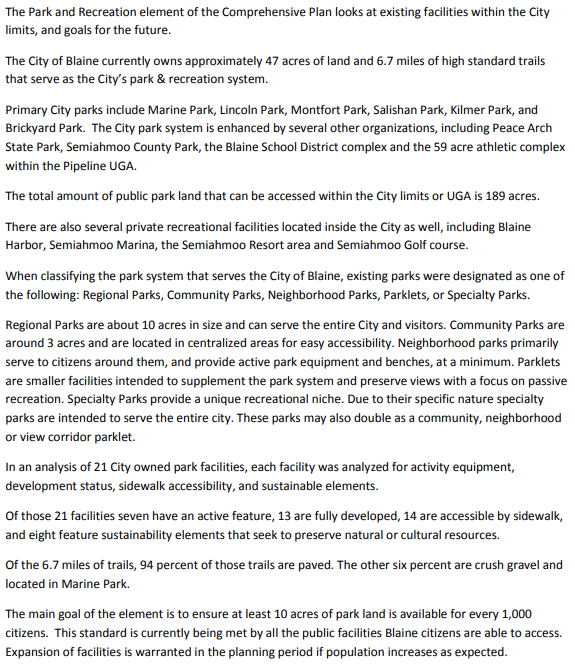 The Park and Recreation element of the Comprehensive Plan looks at existing facilities within the City
limits, and goals for the future.
The City of Blaine currently owns approximately 47 acres of land and 6.7 miles of high standard trails
that serve as the City's park & recreation system.
Primary City parks include Marine Park, Lincoln Park, Montfort Park, Salishan Park, Kilmer Park, and
Brickyard Park.  The City park system is enhanced by several other organizations, including Peace Arch
State Park, Semiahmoo County Park, the Blaine School District complex and the 59 acre athletic complex
within the Pipeline UGA.
The total amount of public park land that can be accessed within the City limits or UGA is 189 acres.
There are also several private recreational facilities located inside the City as well, including Blaine
Harbor, Semiahmoo Marina, the Semiahmoo Resort area and Semiahmoo Golf course.
When classifying the park system that serves the City of Blaine, existing parks were designated as one of
the following: Regional Parks, Community Parks, Neighborhood Parks, Parklets, or Specialty Parks.
Regional Parks are about 10 acres in size and can serve the entire City and visitors. Community Parks are
around 3 acres and are located in centralized areas for easy accessibility. Neighborhood parks primarily
serve to citizens around them, and provide active park equipment and benches, at a minimum. Parklets
are smaller facilities intended to supplement the park system and preserve views with a focus on passive
recreation. Specialty Parks provide a unique recreational niche. Due to their specific nature specialty
parks are intended to serve the entire city. These parks may also double as a community, neighborhood
or view corridor parklet.
In an analysis of 21 City owned park facilities, each facility was analyzed for activity equipment,
development status, sidewalk accessibility, and sustainable elements.
Of those 21 facilities seven have an active feature, 13 are fully developed, 14 are accessible by sidewalk,
and eight feature sustainability elements that seek to preserve natural or cultural resources.
Of the 6.7 miles of trails, 94 percent of those trails are paved. The other six percent are crush gravel and
located in Marine Park.
The main goal of the element is to ensure at least 10 acres of park land is available for every 1,000
citizens.  This standard is currently being met by all the public facilities Blaine citizens are able to access.
Expansion of facilities is warranted in the planning period if population increases as expected.